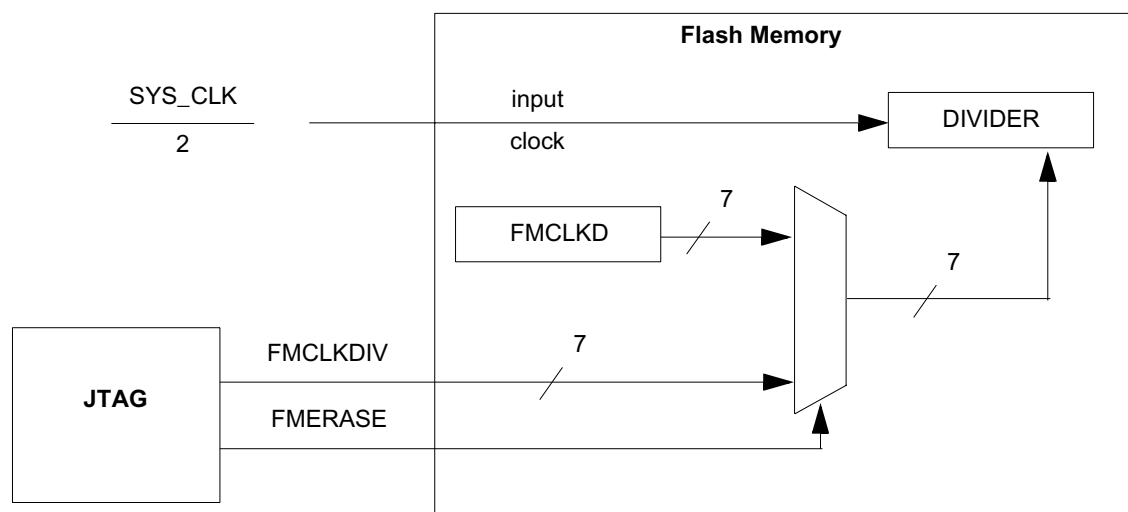 Flash Memory
SYS_CLK
2
input
clock
DIVIDER
7
FMCLKD
7
7
FMCLKDIV
JTAG
FMERASE